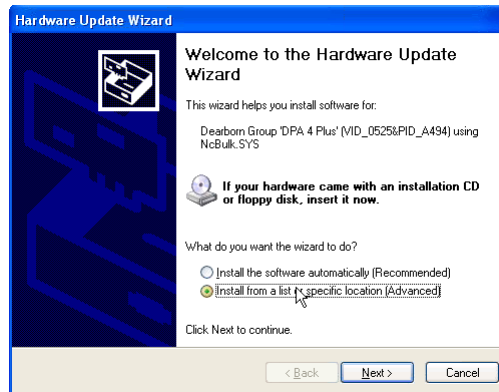 Hardware Update Wizard
Welcome to the Hardware Update
Wizard
This wizard helps you install software for:
Dearborn Group 'DPA 4 Plus' (VID_0525&PID_A494) using
NcBulk.SYS
If your hardware came with an installation CD
or floppy disk, insert it now.
What do you want the wizard to do?
Install the software automatically (Recommended)
Install from a list or specific location (Advanced)
Click Next to continue.
< Back
Next >
Cancel